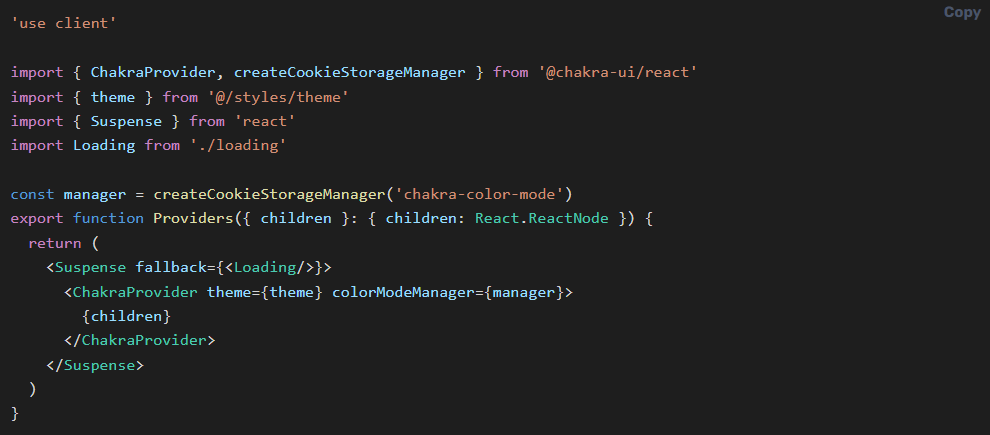 Copy
'use client'
import { ChakraProvider, createCookieStorageManager } from '@chakra-ui/react'
import { theme } from '@/styles/theme'
import { Suspense } from 'react'
import Loading from './loading'
const manager = createCookieStorageManager('chakra-color-mode')
export function Providers({ children }: { children: React.ReactNode }) {
  return (
    <Suspense fallback={<Loading/>}>
      <ChakraProvider theme={theme} colorModeManager={manager}>
        {children}
      </ChakraProvider>
    </Suspense>
  )
}